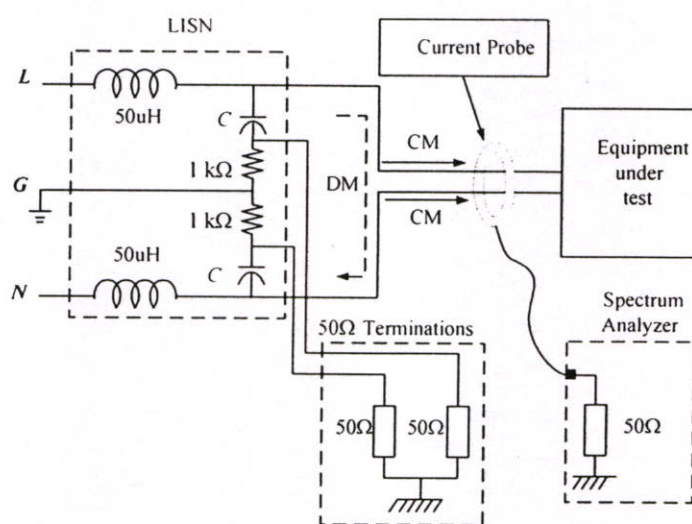 LISN
Current Probe
L
50uH
C
CM
1 kΩ
DM
Equipment
under
test
G
1 kΩ
CM
50uH
C
N
Spectrum
Analyzer
50Ω Terminations
50Ω
50Ω
50Ω